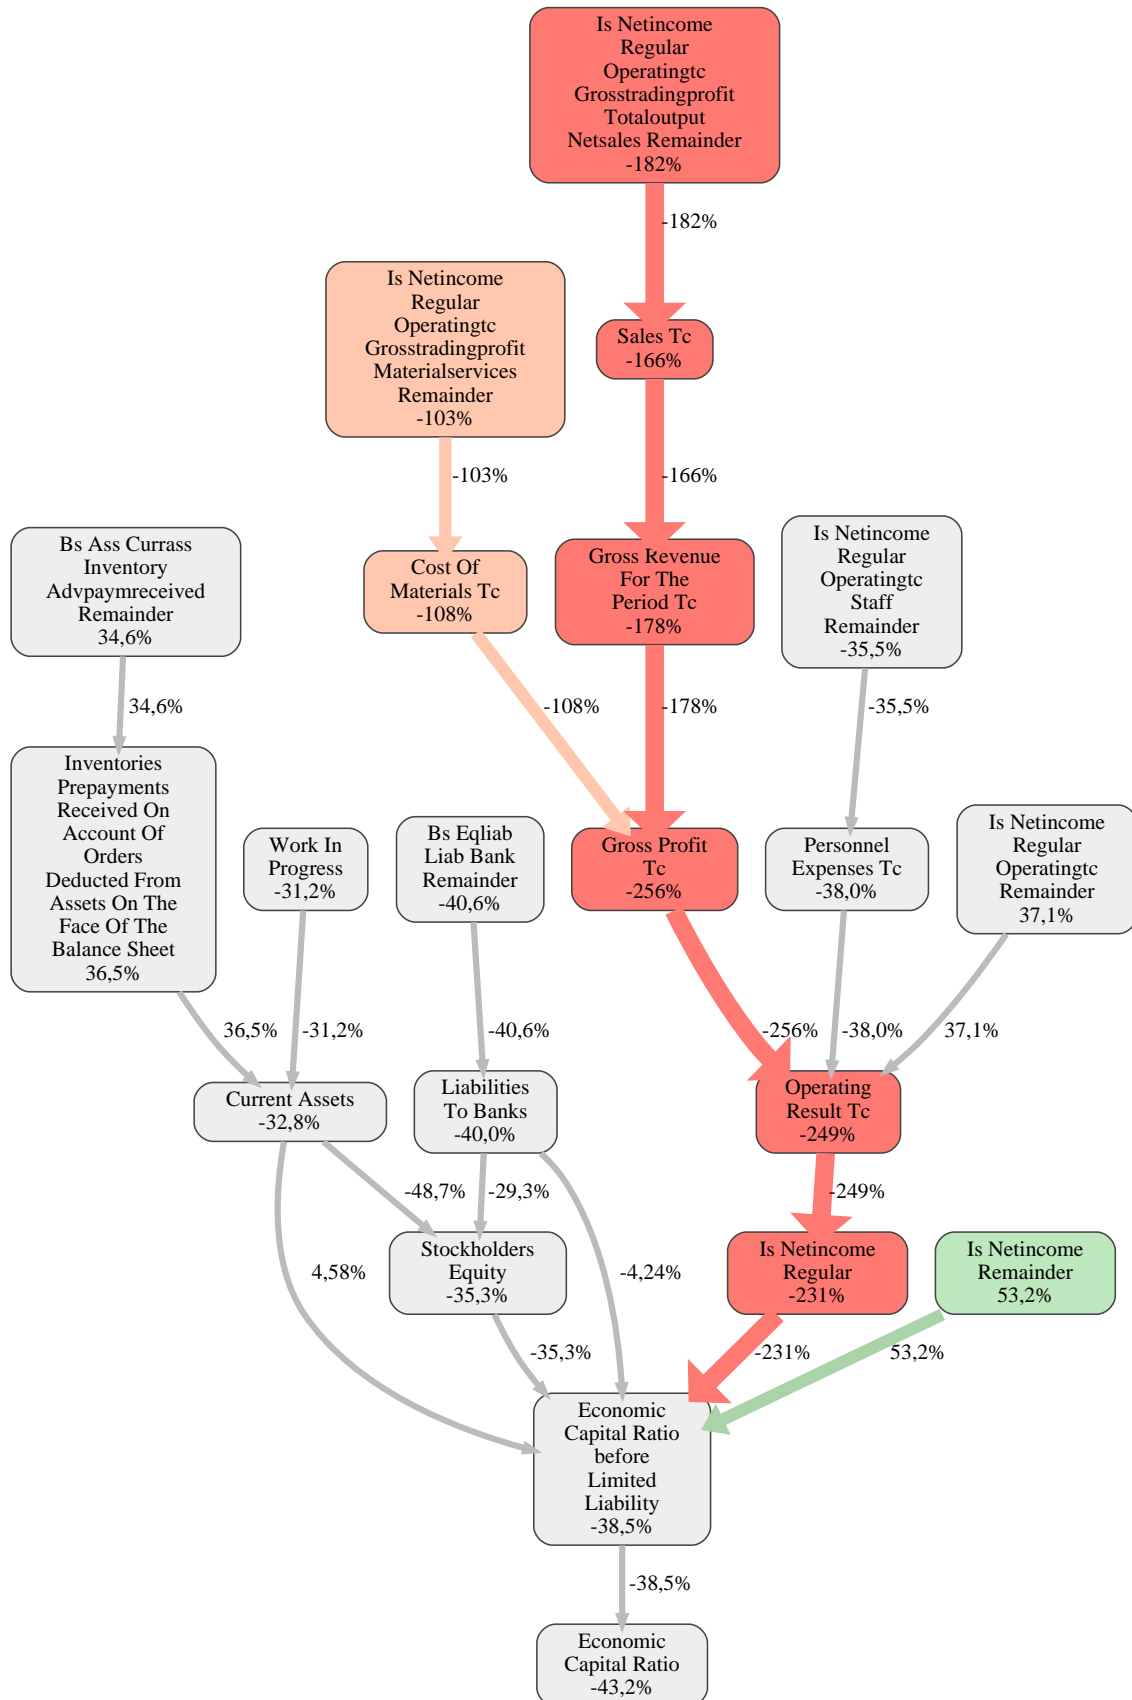 Is Netincome
Regular
Operatingtc
Grosstradingprofit
Totaloutput
Netsales Remainder
-182%
-182%
Is Netincome
Regular
Operatingtc
Grosstradingprofit
Materialservices
Remainder
-103%
Sales Tc
-166%
-103%
-166%
Bs Ass Currass
Inventory
Advpaymreceived
Remainder
34,6%
Cost Of
Materials Tc
-108%
Gross Revenue
For The
Period Tc
-178%
Is Netincome
Regular
Operatingtc
Staff
Remainder
-35,5%
34,6%
-108%
-178%
-35,5%
Inventories
Prepayments
Received On
Account Of
Orders
Deducted From
Assets On The
Face Of The
Balance Sheet
36,5%
Work In
Progress
-31,2%
Bs Eqliab
Liab Bank
Remainder
-40,6%
Gross Profit
Tc
-256%
Personnel
Expenses Tc
-38,0%
Is Netincome
Regular
Operatingtc
Remainder
37,1%
36,5%
-31,2%
-40,6%
-256%
-38,0%
37,1%
Current Assets
-32,8%
Liabilities
To Banks
-40,0%
Operating
Result Tc
-249%
-48,7%
-29,3%
-249%
4,58%
Stockholders
Equity
-35,3%
-4,24%
Is Netincome
Regular
-231%
Is Netincome
Remainder
53,2%
-35,3%
-231%
53,2%
Economic
Capital Ratio
before
Limited
Liability
-38,5%
-38,5%
Economic
Capital Ratio
-43,2%